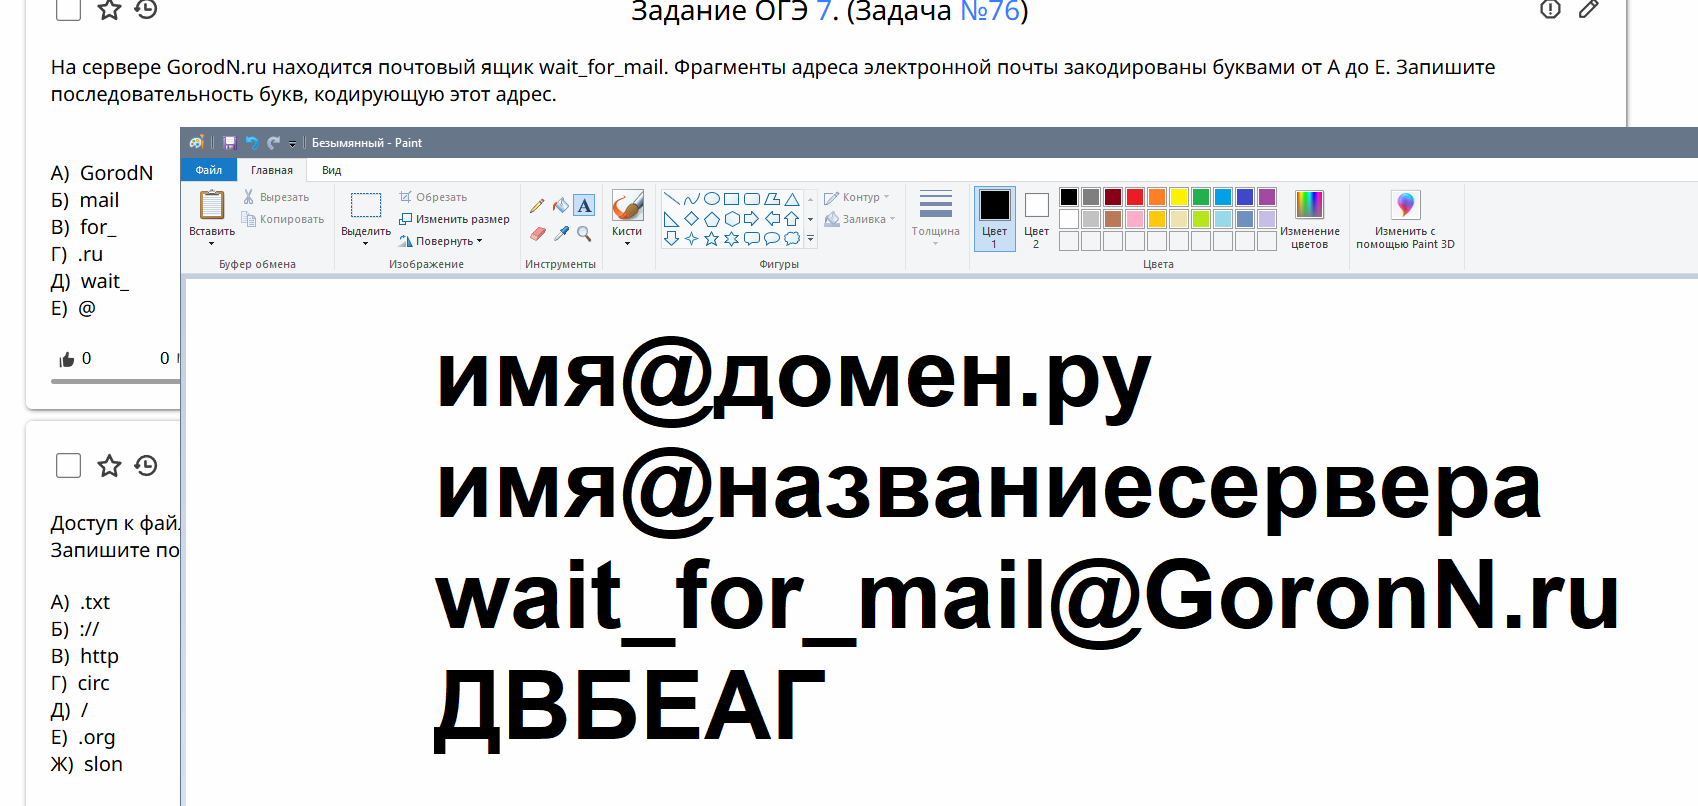 Задание ОГЭ 7. (Задача №76)
На сервере GorodN.ru находится почтовый ящик wait_for_mail. Фрагменты адреса электронной почты закодированы буквами от А до Е. Запишите
последовательность букв, кодирующую этот адрес.
А) GorodN
Б) mail
В) for_
Г) .ru
Д) wait_
Е) @
0 0
Доступ к фай
Запишите по
А) .txt
Б) ://
В) http
Г) circ
Д) /
Е) .org
Ж) slon
Безымянный - Paint
Файл Главная Вид
Вставить Вырезать Копировать
Буфер обмена
Выделить Обрезать Изменить размер Повернуть
Изображение
A
Инструменты
Кисти
Контур Заливка
Фигуры
Толщина
Цвет 1 Цвет 2
Изменение цветов
Цвета
Изменить с помощью Paint 3D
имя@домен.ру
имя@названиесервера
wait_for_mail@GoronN.ru
ДВБЕАГ